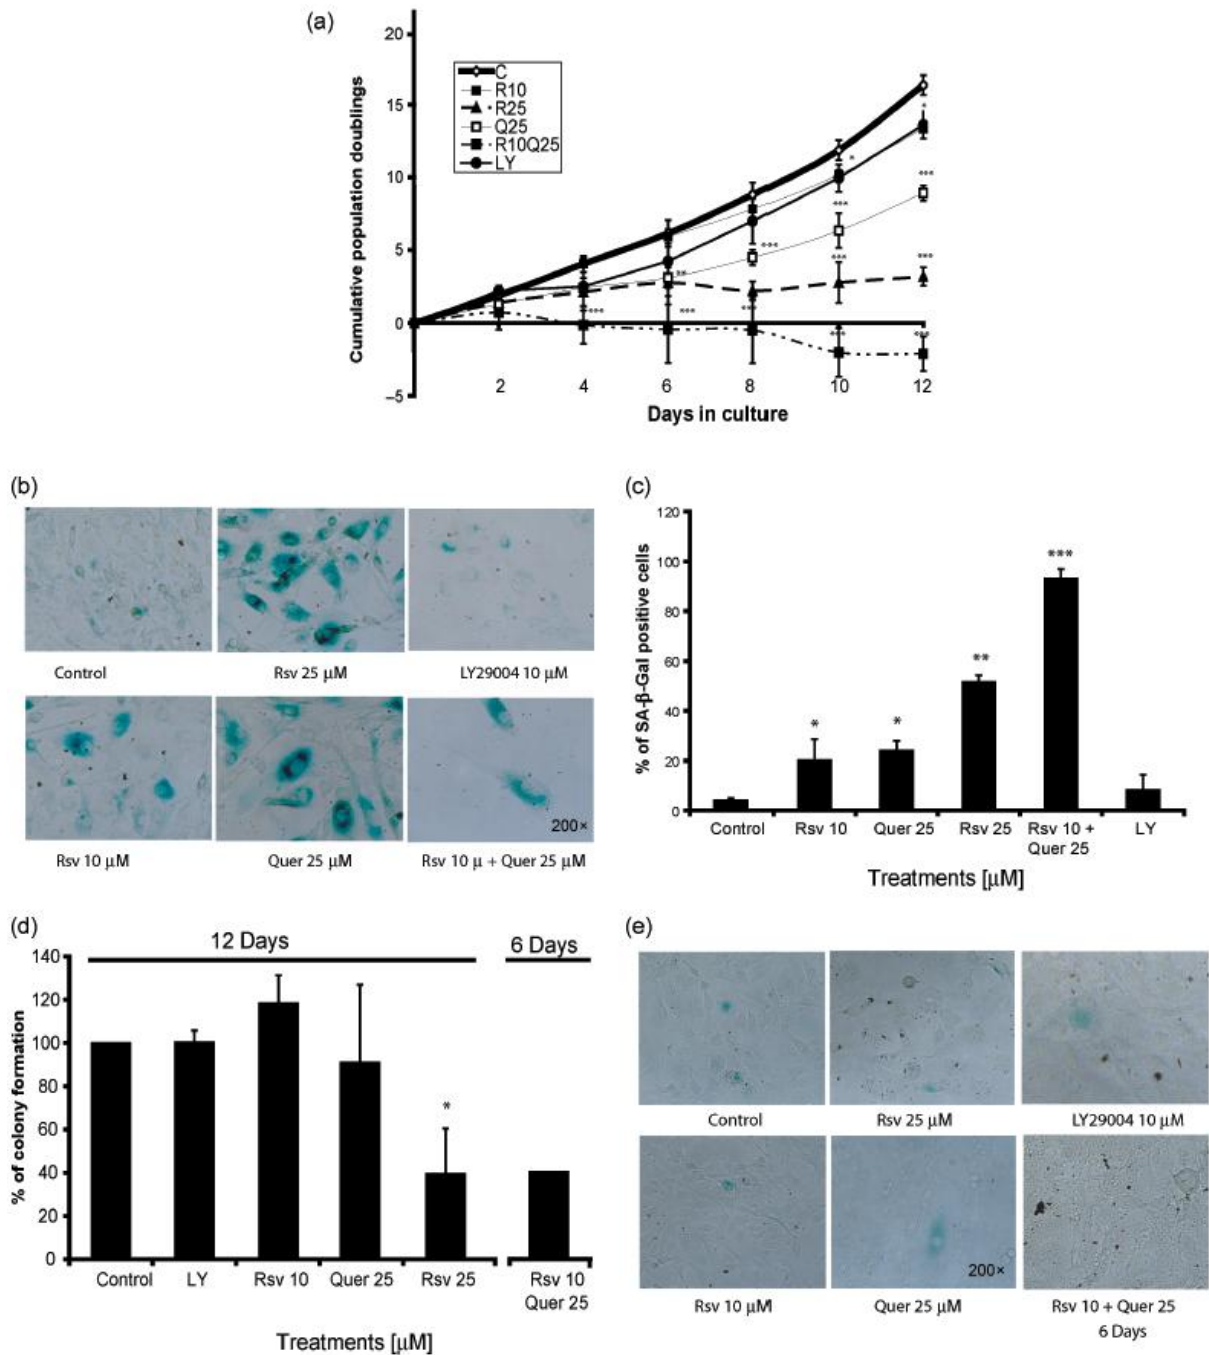 (a)
Cumulative population doublings
20
15
10
5
0
–5
C
R10
R25
Q25
R10Q25
LY
*
*
***
***
***
***
***
**
***
***
***
***
***
2
4
6
8
10
12
Days in culture
(b)
Control
Rsv 25 μM
LY29004 10 μM
200×
Rsv 10 μM
Quer 25 μM
Rsv 10 μ + Quer 25 μM
(c)
% of SA-β-Gal positive cells
120
100
80
60
40
20
0
*
*
**
***
Control
Rsv 10
Quer 25
Rsv 25
Rsv 10 +
Quer 25
LY
Treatments [μM]
(d)
12 Days
6 Days
% of colony formation
140
120
100
80
60
40
20
0
*
Control
LY
Rsv 10
Quer 25
Rsv 25
Rsv 10
Quer 25
Treatments [μM]
(e)
Control
Rsv 25 μM
LY29004 10 μM
200×
Rsv 10 μM
Quer 25 μM
Rsv 10 + Quer 25
6 Days